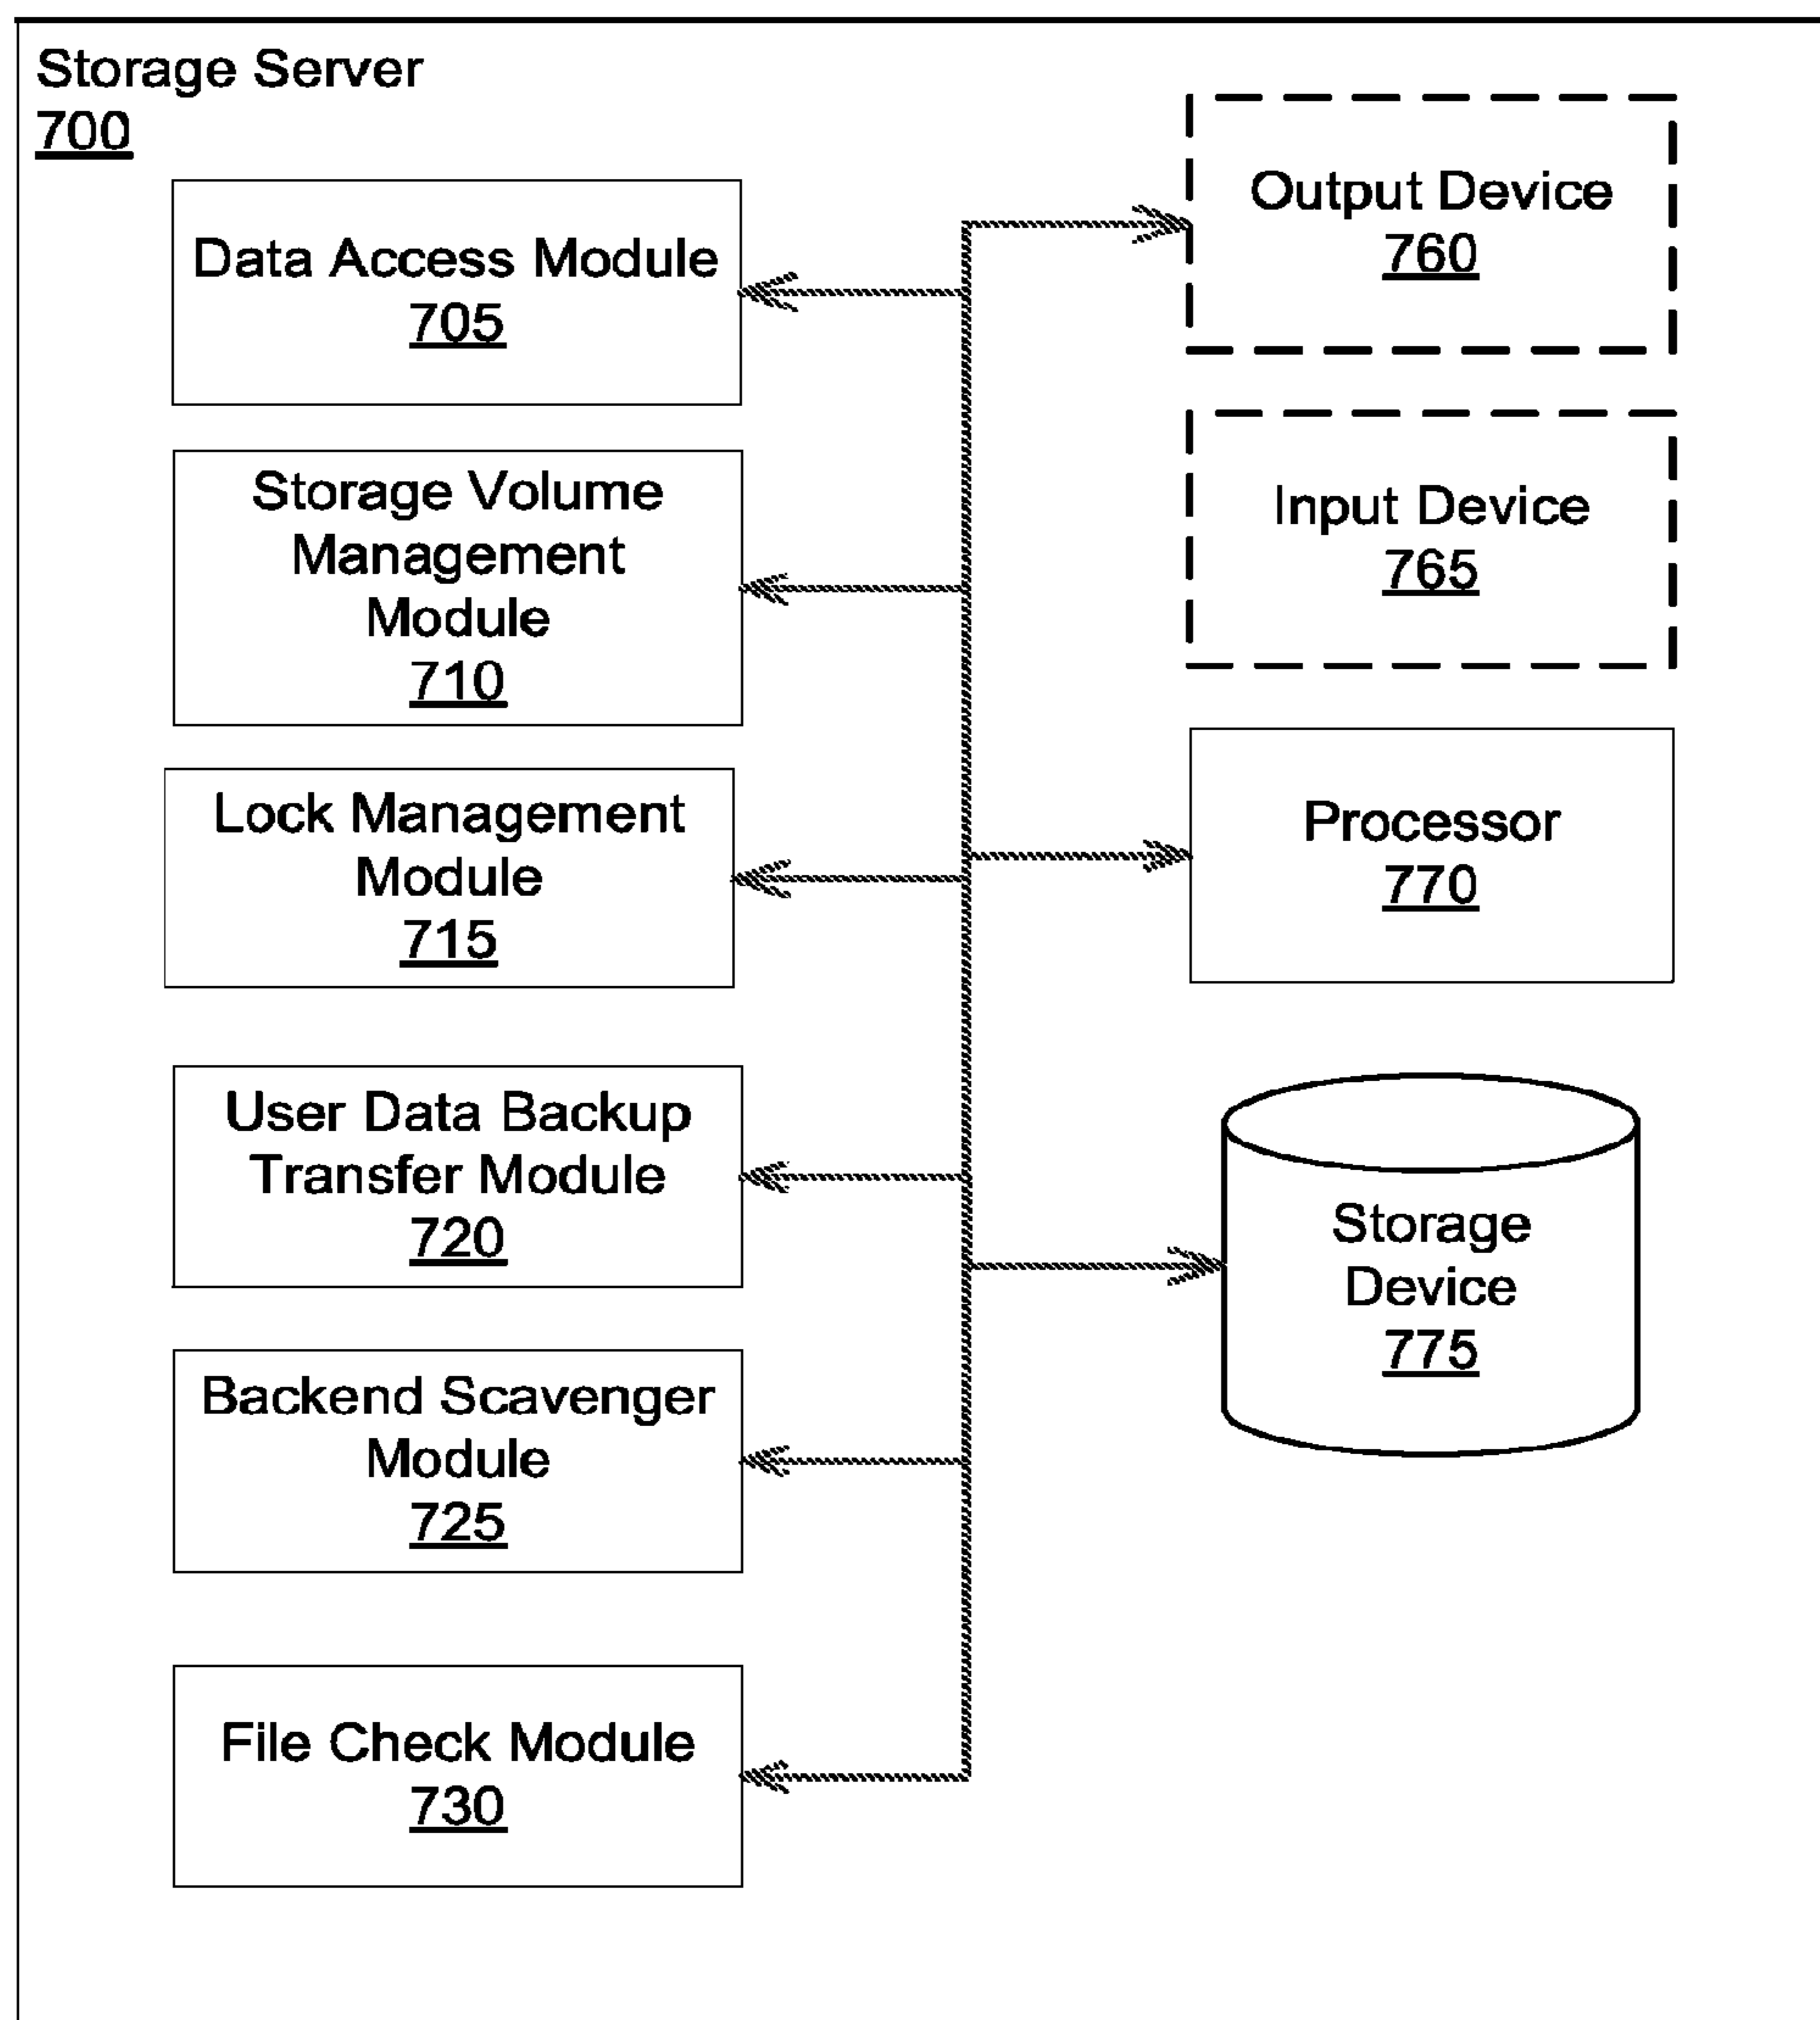 Storage Server
700
Data Access Module
705
Storage Volume
Management
Module
710
Lock Management
Module
715
User Data Backup
Transfer Module
720
Backend Scavenger
Module
725
File Check Module
730
Output Device
760
Input Device
765
Processor
770
Storage
Device
775